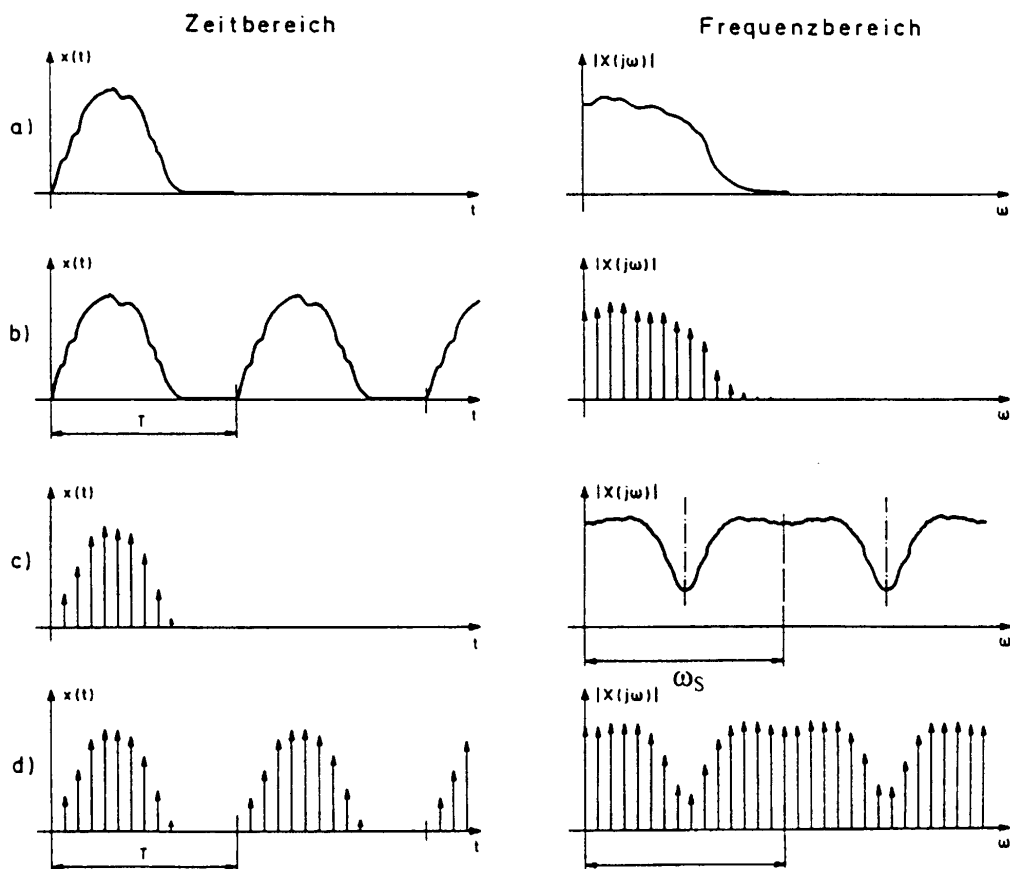 Zeitbereich
Frequenzbereich
a)
x(t)
t
|X(jω)|
ω
b)
x(t)
T
t
|X(jω)|
ω
c)
x(t)
t
|X(jω)|
ω
ωS
d)
x(t)
T
t
|X(jω)|
ω